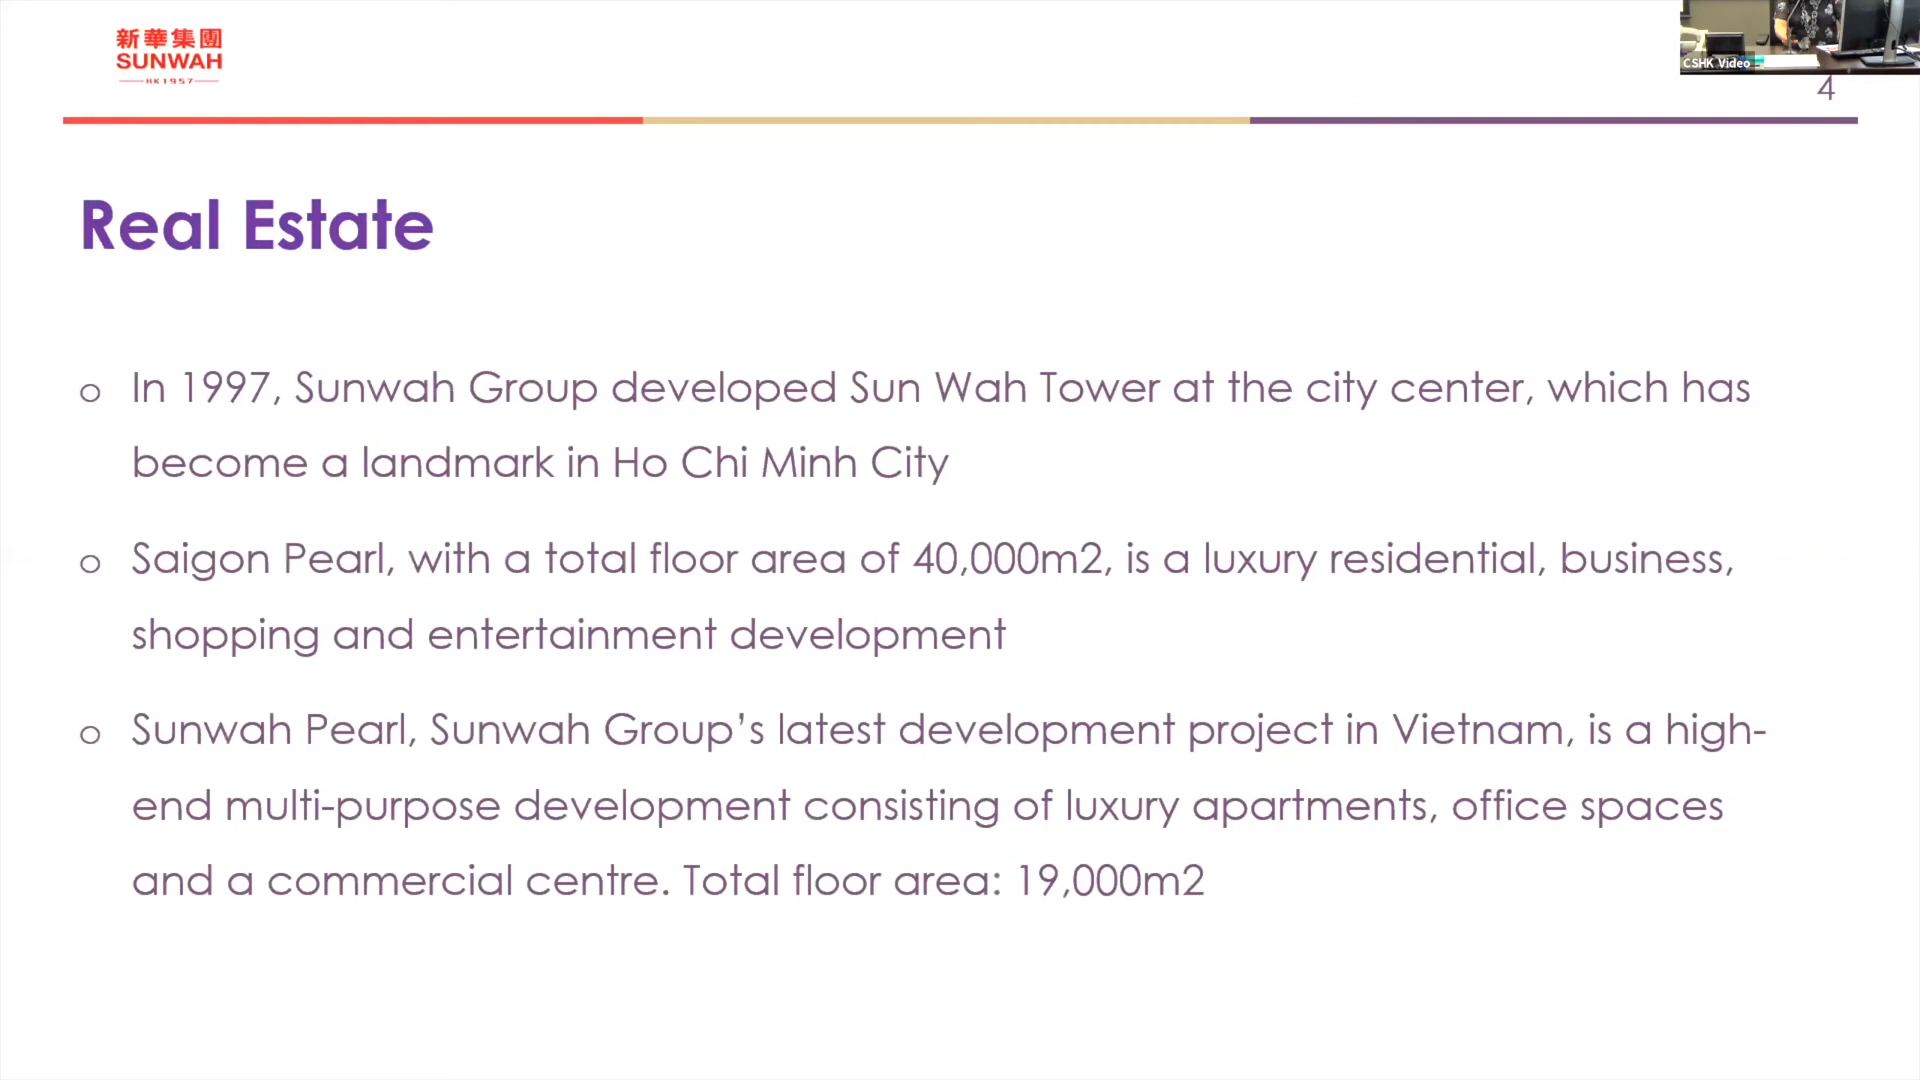 新華集團
SUNWAH
HK1957
CSHK Video
4
Real Estate
o In 1997, Sunwah Group developed Sun Wah Tower at the city center, which has
become a landmark in Ho Chi Minh City
o Saigon Pearl, with a total floor area of 40,000m2, is a luxury residential, business,
shopping and entertainment development
o Sunwah Pearl, Sunwah Group’s latest development project in Vietnam, is a high-
end multi-purpose development consisting of luxury apartments, office spaces
and a commercial centre. Total floor area: 19,000m2